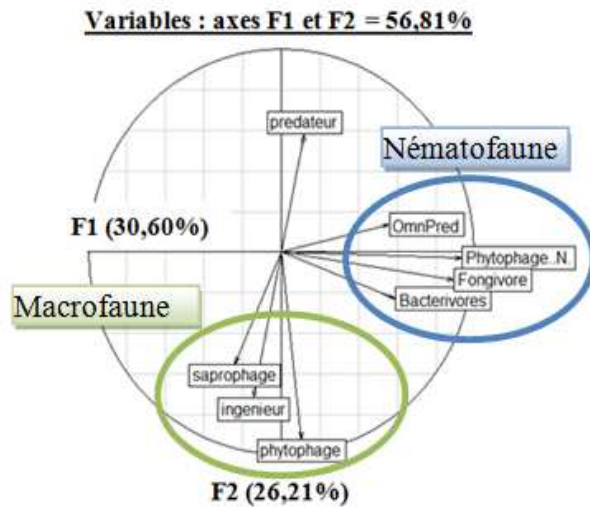 Variables : axes F1 et F2 = 56,81%
predateur
Nématofaune
OmnPred
F1 (30,60%)
Phytophage..N.
Fongivore
Bacterivores
Macrofaune
saprophage
ingenieur
phytophage
F2 (26,21%)